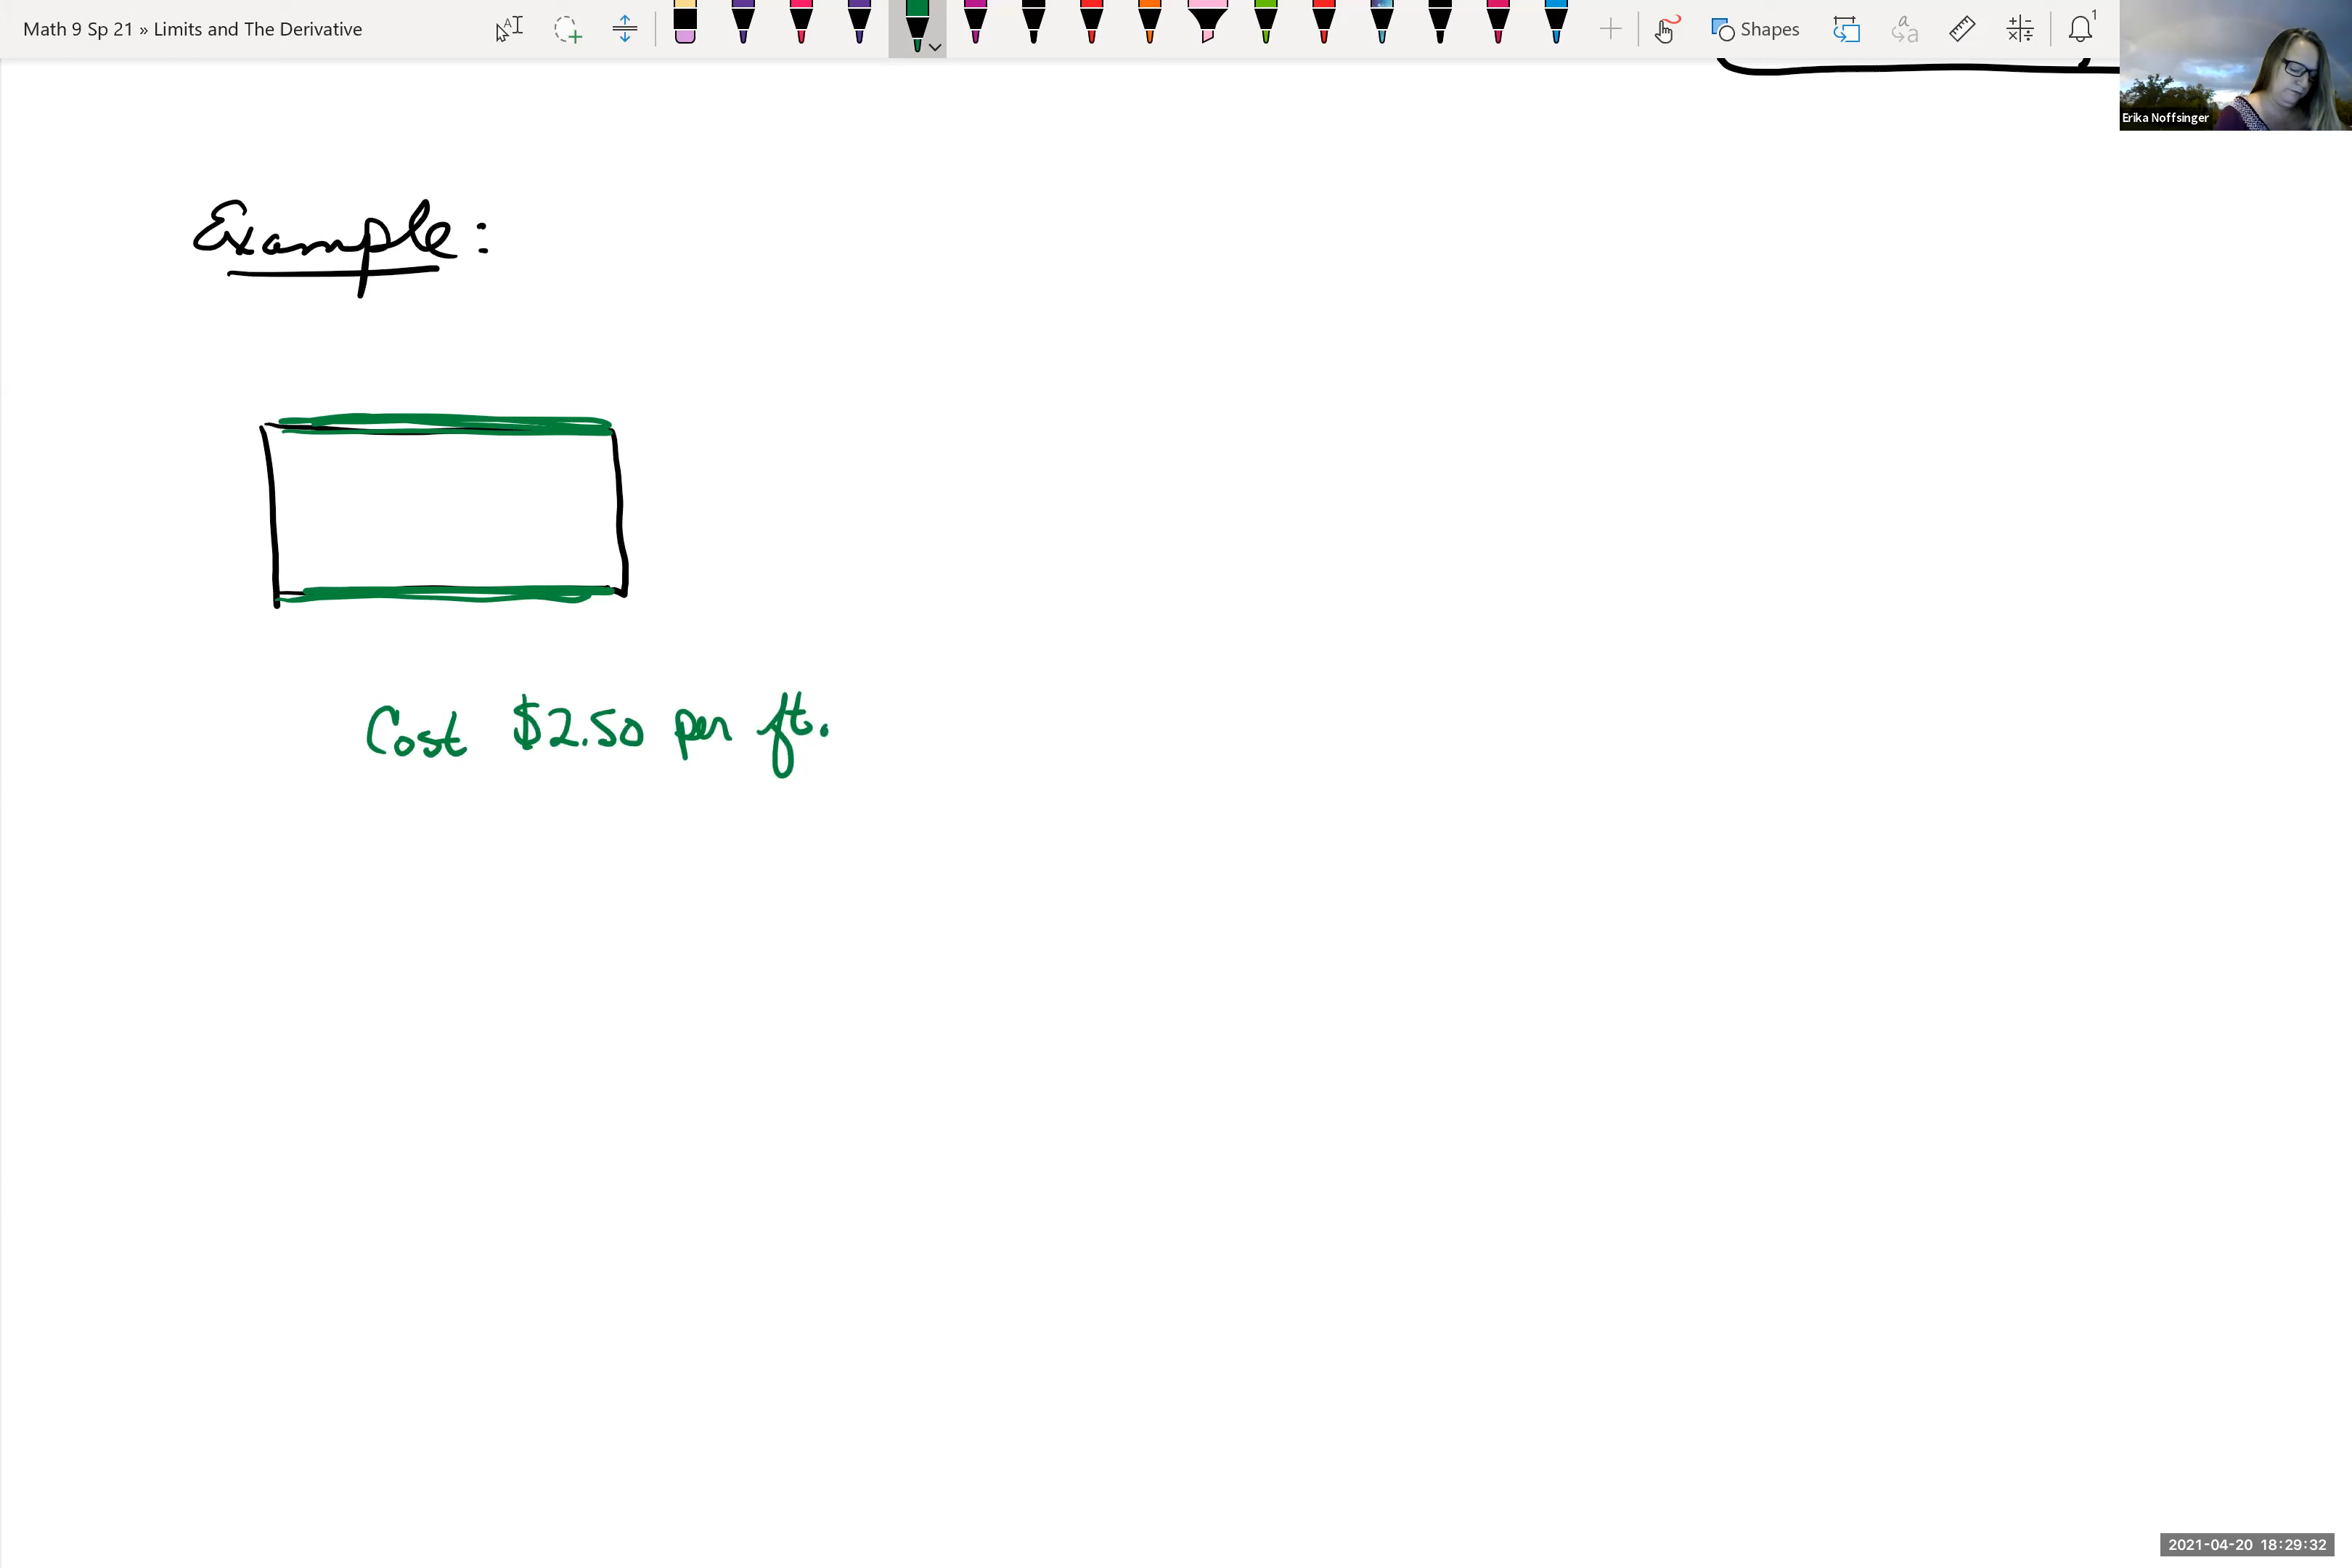 Math 9 Sp 21 » Limits and The Derivative
Shapes
1
Erika Noffsinger
Example:
Cost $2.50 per ft.
2021-04-20 18:29:32